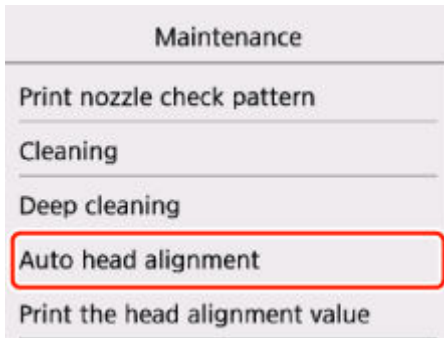 Maintenance
Print nozzle check pattern
Cleaning
Deep cleaning
Auto head alignment
Print the head alignment value